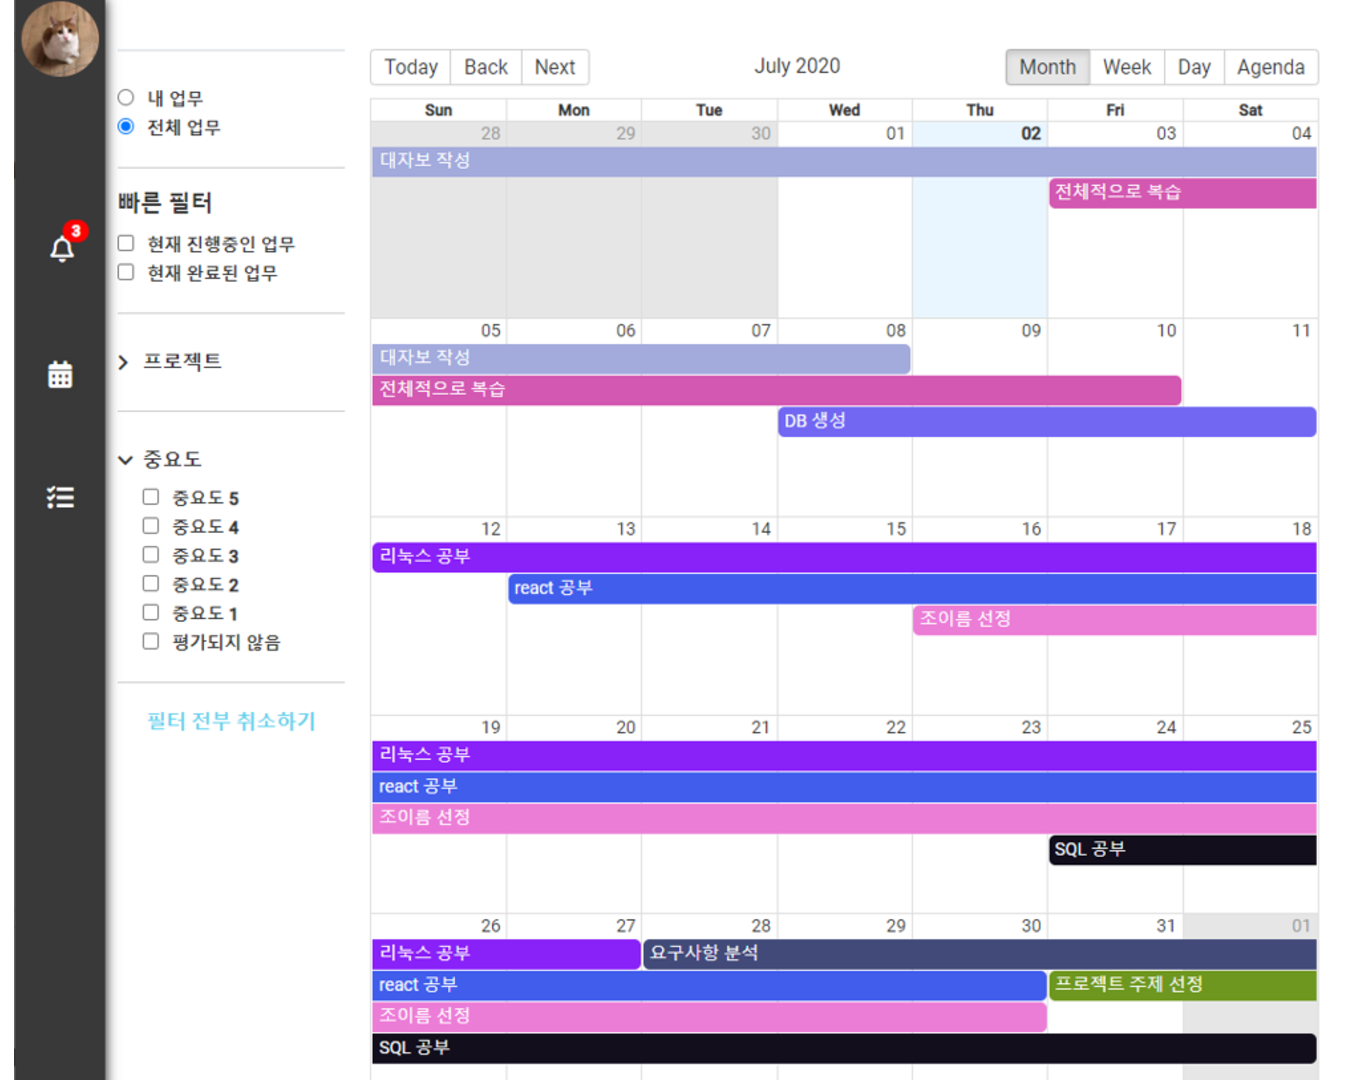 내 업무
전체 업무
빠른 필터
현재 진행중인 업무
현재 완료된 업무
프로젝트
중요도
중요도 5
중요도 4
중요도 3
중요도 2
중요도 1
평가되지 않음
필터 전부 취소하기
3
Today Back Next July 2020 Month Week Day Agenda
Sun Mon Tue Wed Thu Fri Sat
28 29 30 01 02 03 04
대자보 작성
전체적으로 복습
05 06 07 08 09 10 11
대자보 작성
전체적으로 복습
DB 생성
12 13 14 15 16 17 18
리눅스 공부
react 공부
조이름 선정
19 20 21 22 23 24 25
리눅스 공부
react 공부
조이름 선정
SQL 공부
26 27 28 29 30 31 01
리눅스 공부 요구사항 분석
react 공부 프로젝트 주제 선정
조이름 선정
SQL 공부